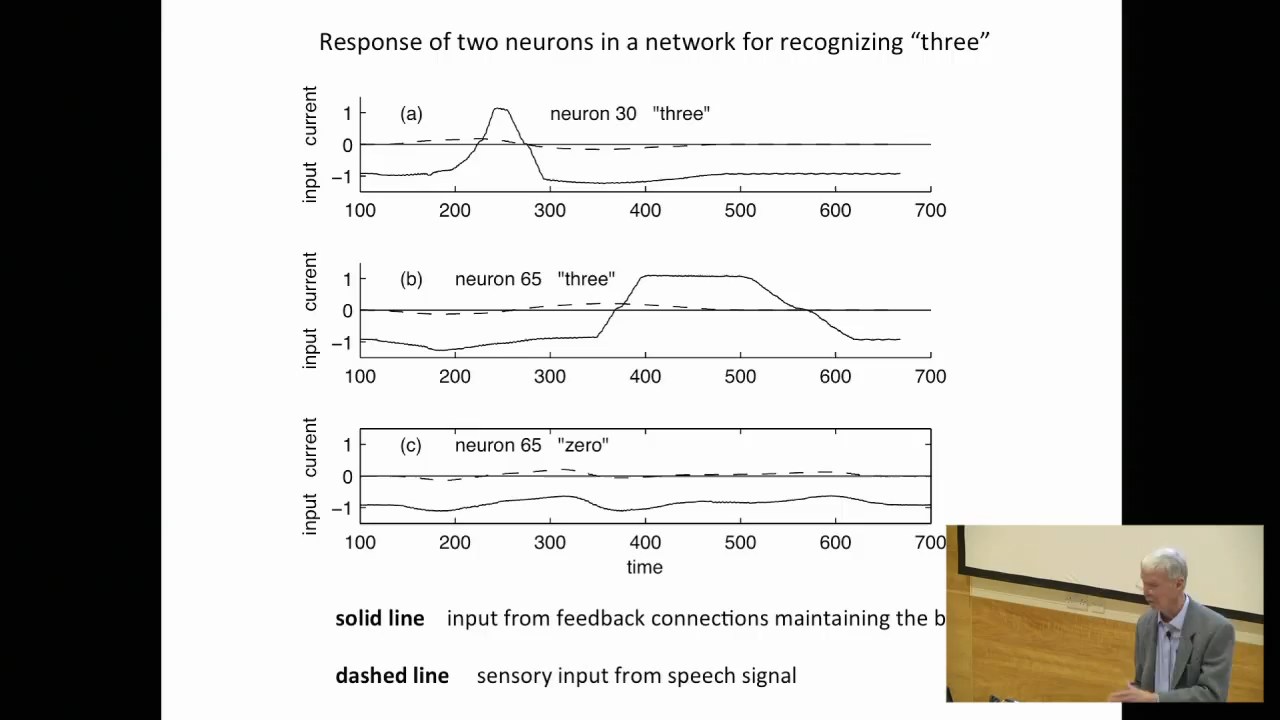 Response of two neurons in a network for recognizing “three”
input current
1
0
−1
(a) neuron 30 "three"
100 200 300 400 500 600 700
input current
1
0
−1
(b) neuron 65 "three"
100 200 300 400 500 600 700
input current
1
0
−1
(c) neuron 65 "zero"
100 200 300 400 500 600 700
time
solid line input from feedback connections maintaining the b
dashed line sensory input from speech signal